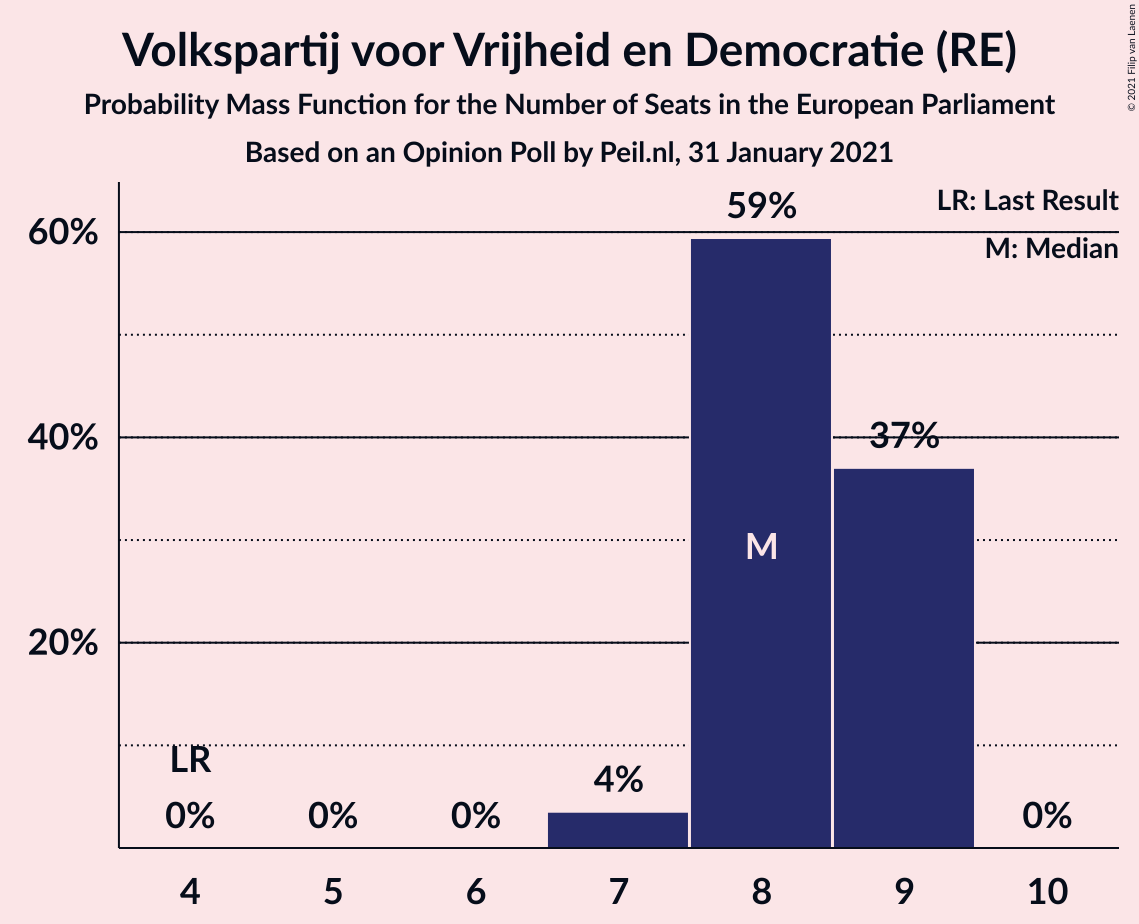 Volkspartij voor Vrijheid en Democratie (RE)
Probability Mass Function for the Number of Seats in the European Parliament
Based on an Opinion Poll by Peil.nl, 31 January 2021
© 2021 Filip van Laenen
LR: Last Result
M: Median
60%
40%
20%
59%
37%
M
LR
4%
0%
0%
0%
0%
4 5 6 7 8 9 10